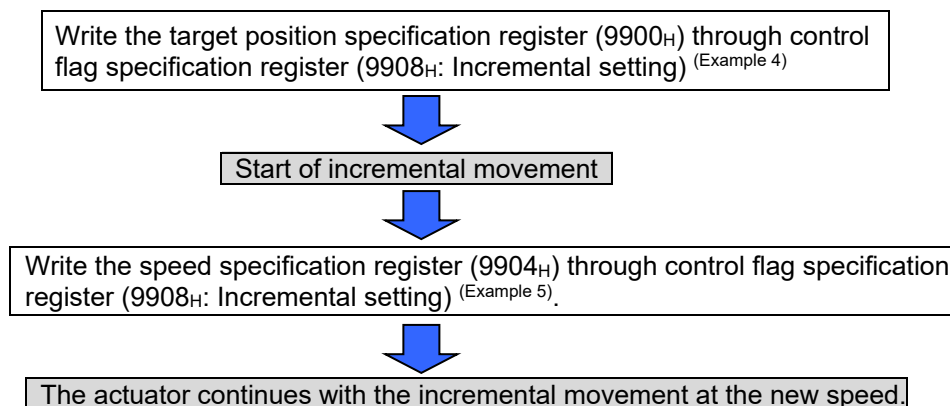 Write the target position specification register (9900H) through control
flag specification register (9908H: Incremental setting) (Example 4)
Start of incremental movement
Write the speed specification register (9904H) through control flag specification
register (9908H: Incremental setting) (Example 5).
The actuator continues with the incremental movement at the new speed.